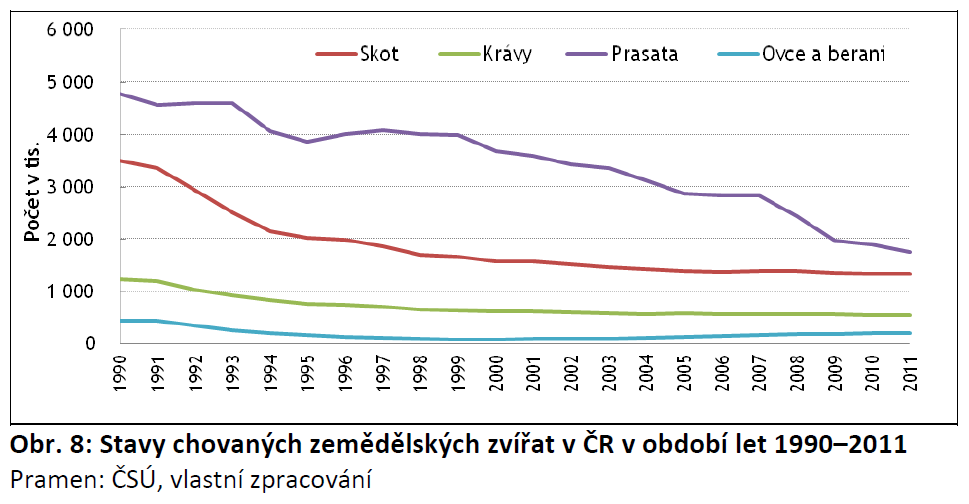 6 000
5 000
4 000
3 000
2 000
1 000
0
Počet v tis.
Skot Krávy Prasata Ovce a berani
1990 1991 1992 1993 1994 1995 1996 1997 1998 1999 2000 2001 2002 2003 2004 2005 2006 2007 2008 2009 2010 2011
Obr. 8: Stavy chovaných zemědělských zvířat v ČR v období let 1990–2011
Pramen: ČSÚ, vlastní zpracování